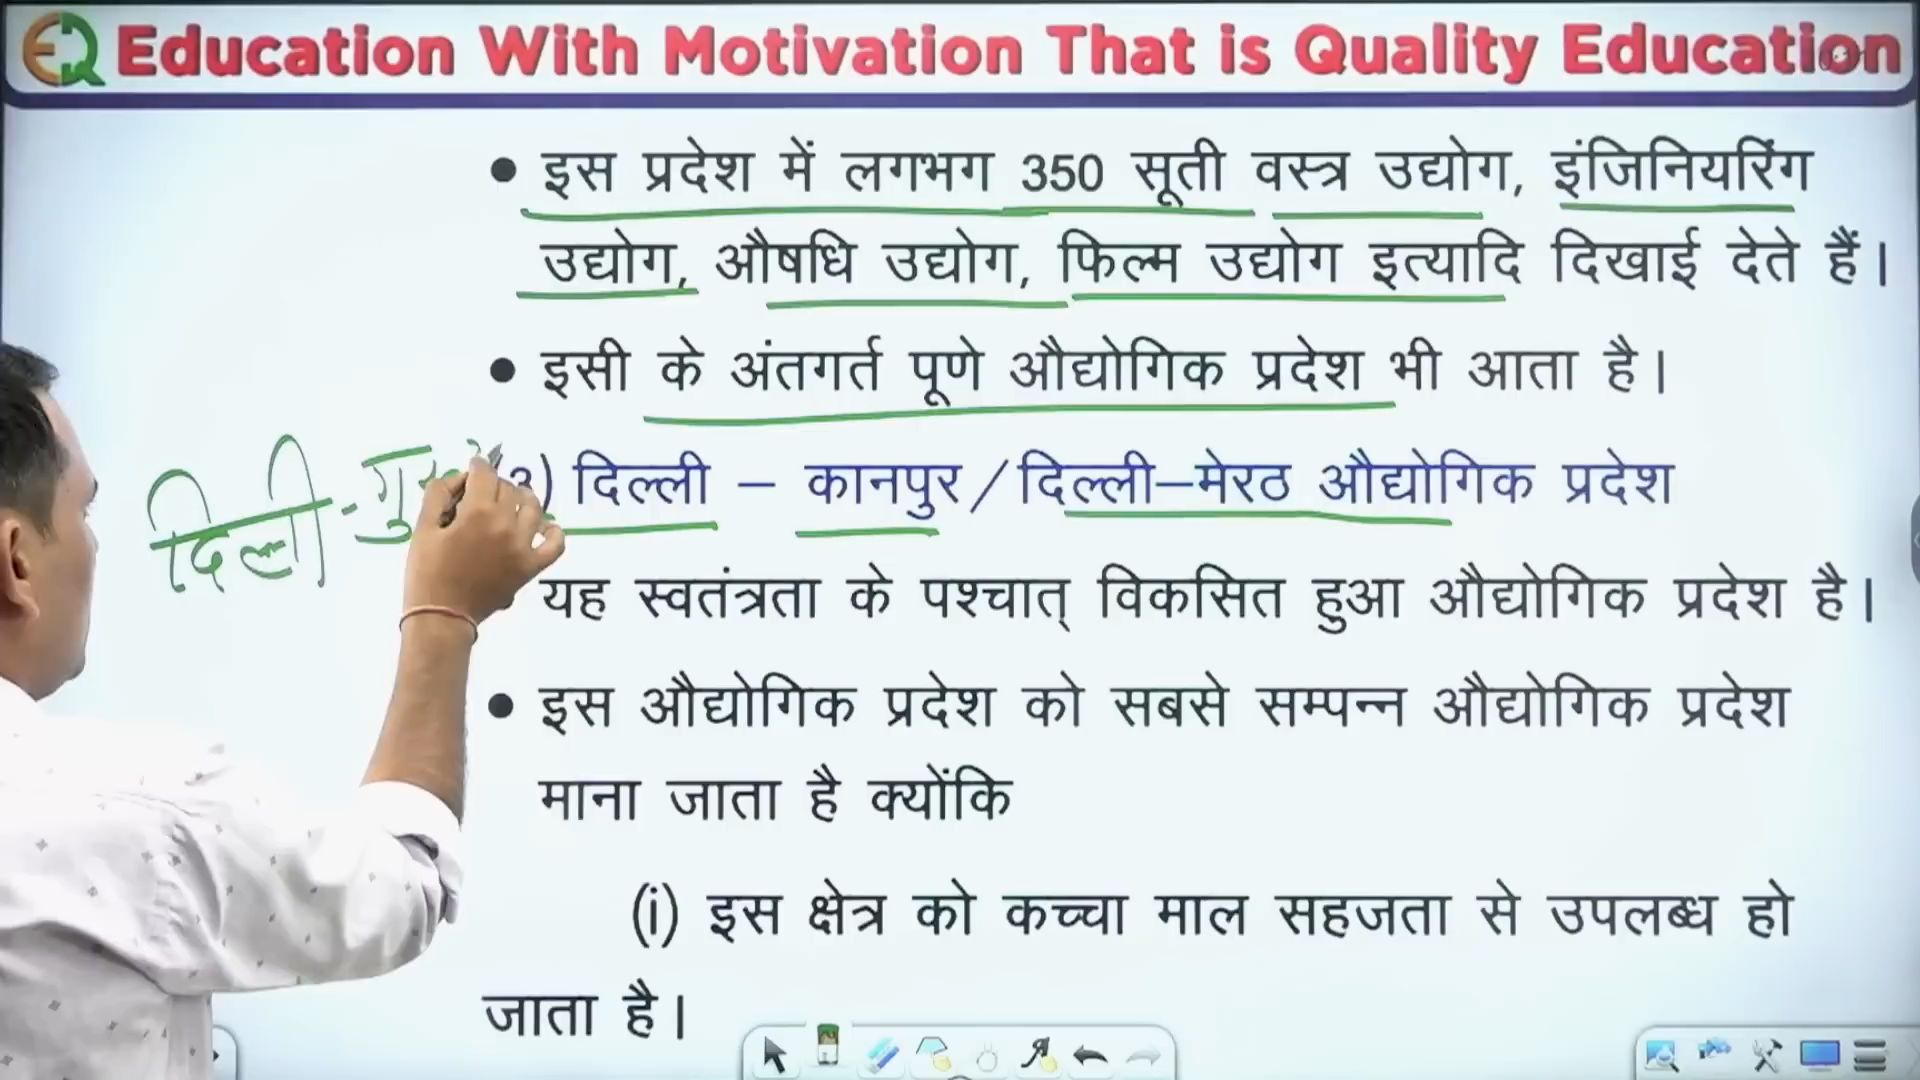 Education With Motivation That is Quality Education
• इस प्रदेश में लगभग 350 सूती वस्त्र उद्योग, इंजिनियरिंग
उद्योग, औषधि उद्योग, फिल्म उद्योग इत्यादि दिखाई देते हैं।
• इसी के अंतगर्त पूणे औद्योगिक प्रदेश भी आता है।
दिल्ली -
(3) दिल्ली – कानपुर/दिल्ली–मेरठ औद्योगिक प्रदेश
यह स्वतंत्रता के पश्चात् विकसित हुआ औद्योगिक प्रदेश है।
• इस औद्योगिक प्रदेश को सबसे सम्पन्न औद्योगिक प्रदेश
माना जाता है क्योंकि
(i) इस क्षेत्र को कच्चा माल सहजता से उपलब्ध हो
जाता है।